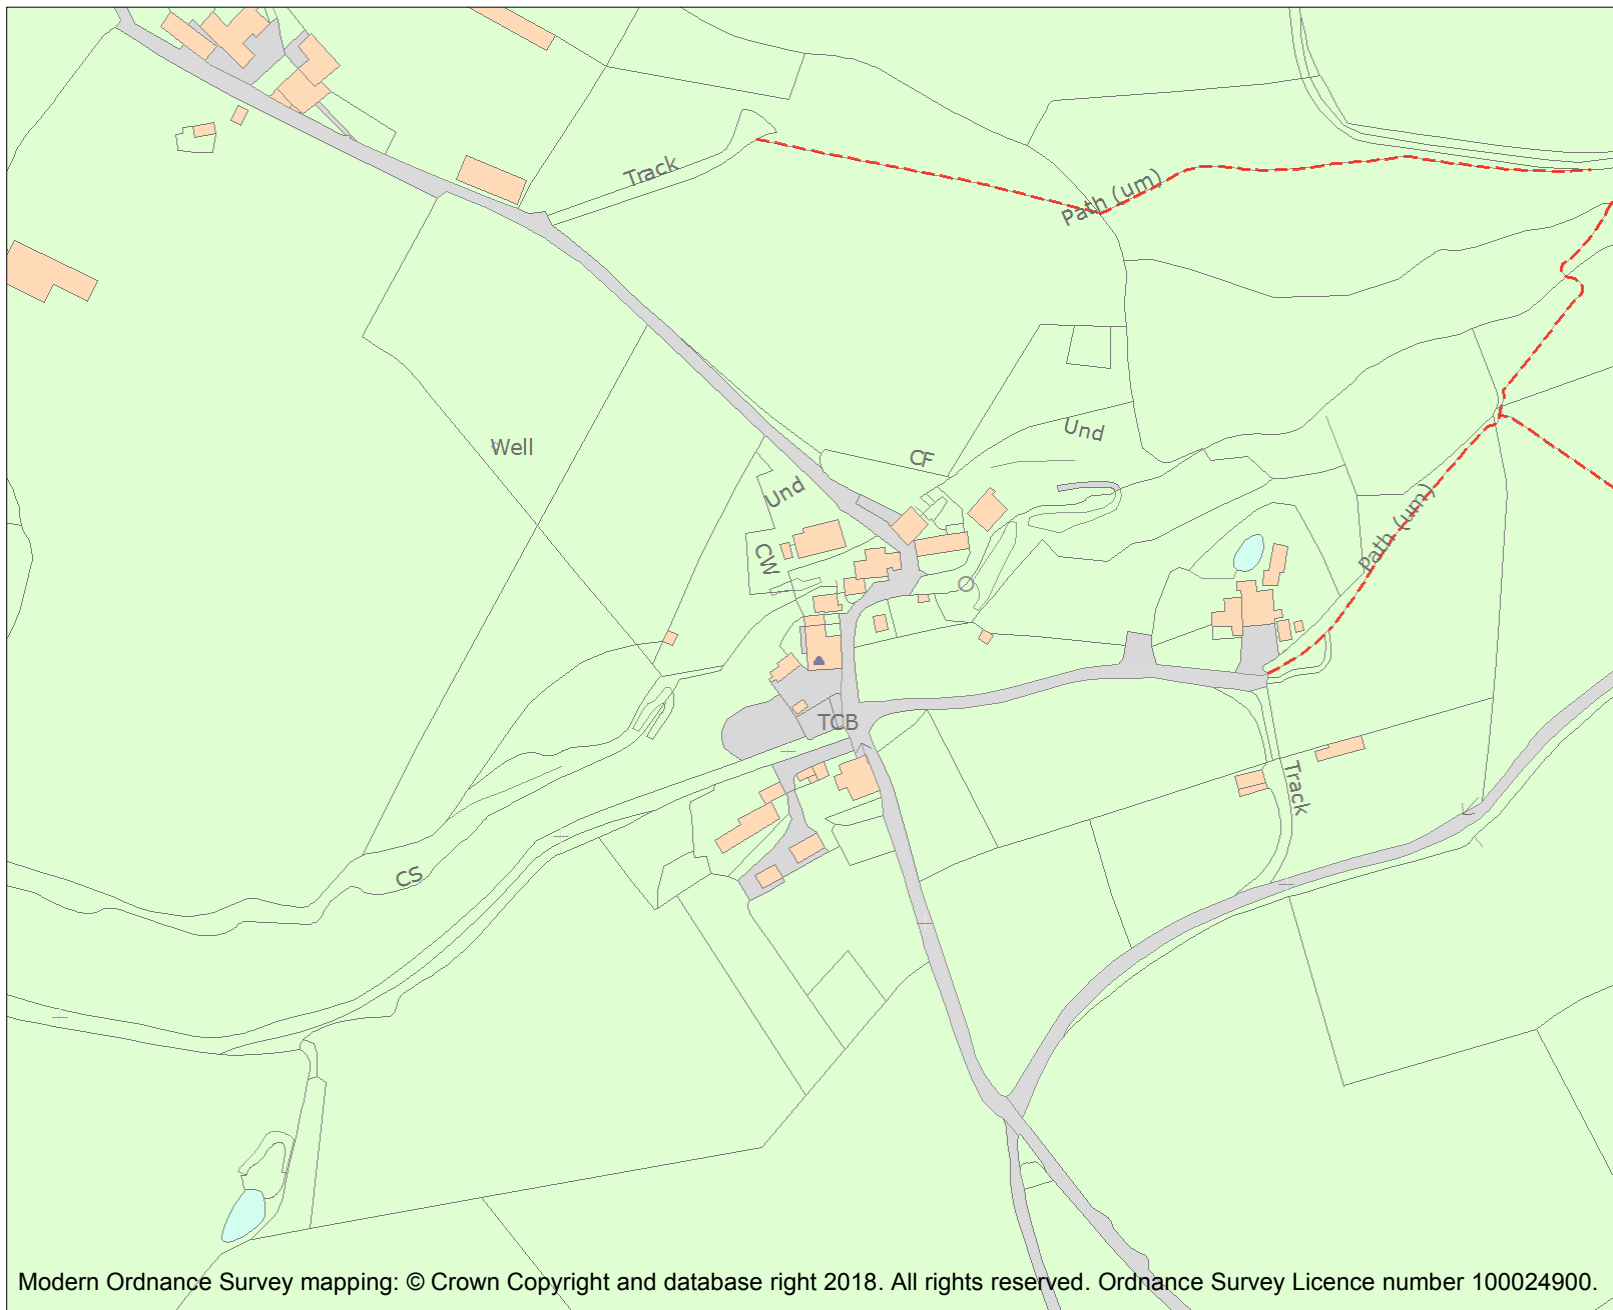 Track
Path (um)
Well
CF
Und
Und
CW
Path (um)
TCB
Track
CS
Modern Ordnance Survey mapping: © Crown Copyright and database right 2018. All rights reserved. Ordnance Survey Licence number 100024900.